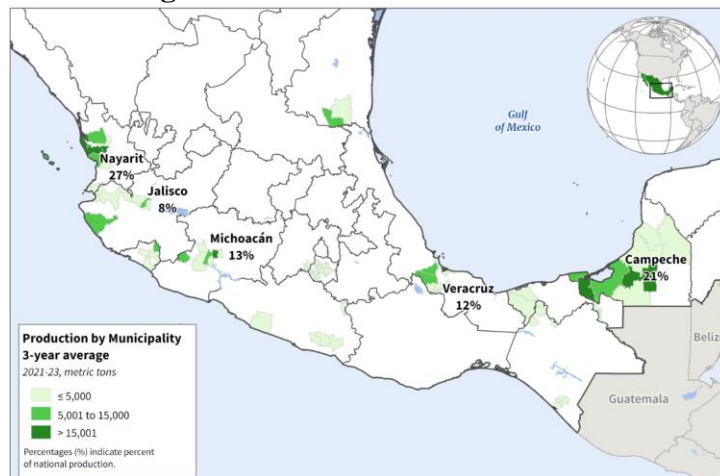 Gulf
of Mexico
Nayarit
27%
Jalisco
8%
Michoacán
13%
Veracruz
12%
Campeche
21%
Guatemala
Production by Municipality
3-year average
2021-23, metric tons
≤ 5,000
5,001 to 15,000
> 15,001
Percentages (%) indicate percent
of national production.